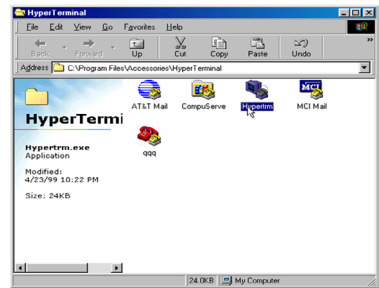 HyperTerminal
File Edit View Go Favorites Help
Back Forward Up Cut Copy Paste Undo
Address C:\Program Files\Accessories\HyperTerminal
AT&T Mail CompuServe Hypertrm MCI Mail
qqq
HyperTermi
Hypertrm.exe
Application
Modified:
4/23/99 10:22 PM
Size: 24KB
24.0KB My Computer